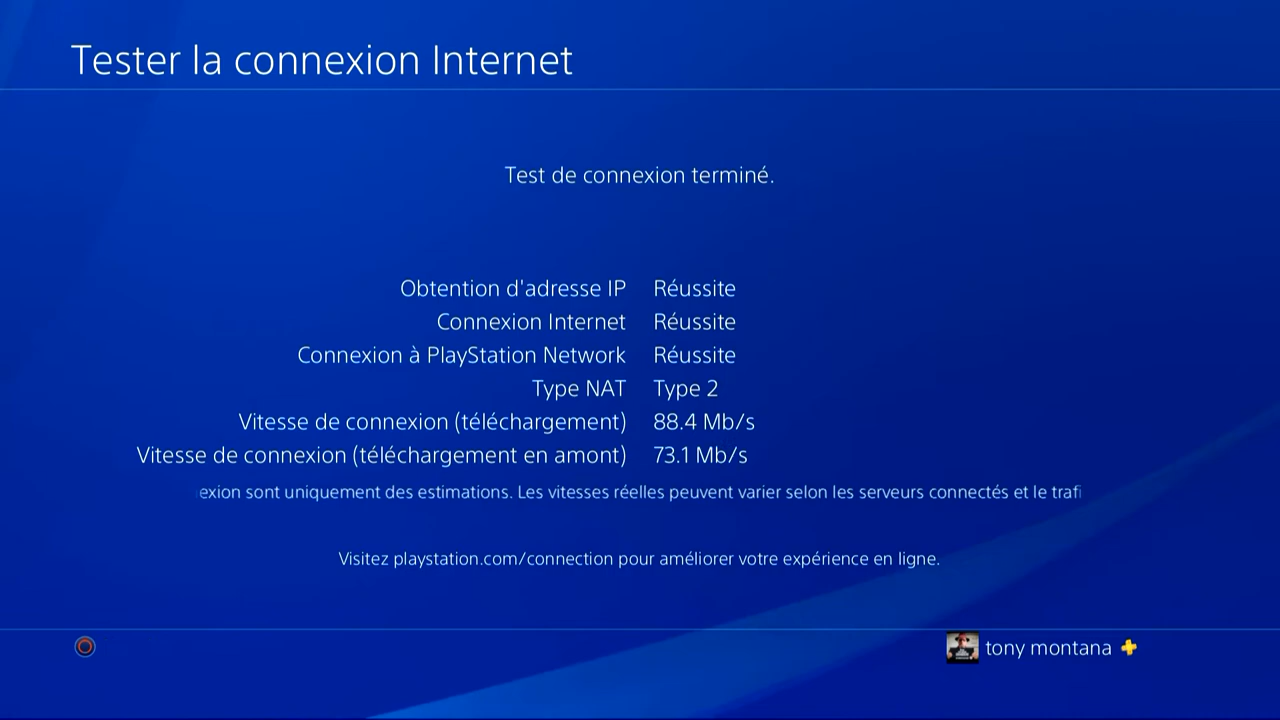 Tester la connexion Internet
Test de connexion terminé.
Obtention d'adresse IP Réussite
Connexion Internet Réussite
Connexion à PlayStation Network Réussite
Type NAT Type 2
Vitesse de connexion (téléchargement) 88.4 Mb/s
Vitesse de connexion (téléchargement en amont) 73.1 Mb/s
exion sont uniquement des estimations. Les vitesses réelles peuvent varier selon les serveurs connectés et le trafi
Visitez playstation.com/connection pour améliorer votre expérience en ligne.
tony montana